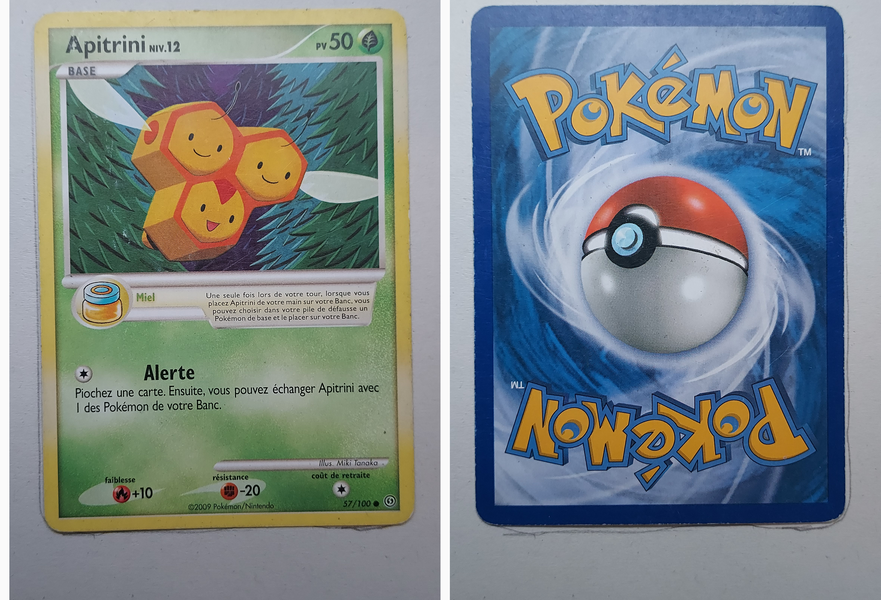 Apitrini NIV.12
PV 50
BASE
Miel
Une seule fois lors de votre tour, lorsque vous
placez Apitrini de votre main sur votre Banc, vous
pouvez choisir dans votre pile de défausse un
Pokémon de base et le placer sur votre Banc.
Alerte
Piochez une carte. Ensuite, vous pouvez échanger Apitrini avec
1 des Pokémon de votre Banc.
Illus. Miki Tanaka
faiblesse
+10
résistance
-20
coût de retraite
©2009 Pokémon/Nintendo
57/100
POKéMON
TM
TM
POKéMON